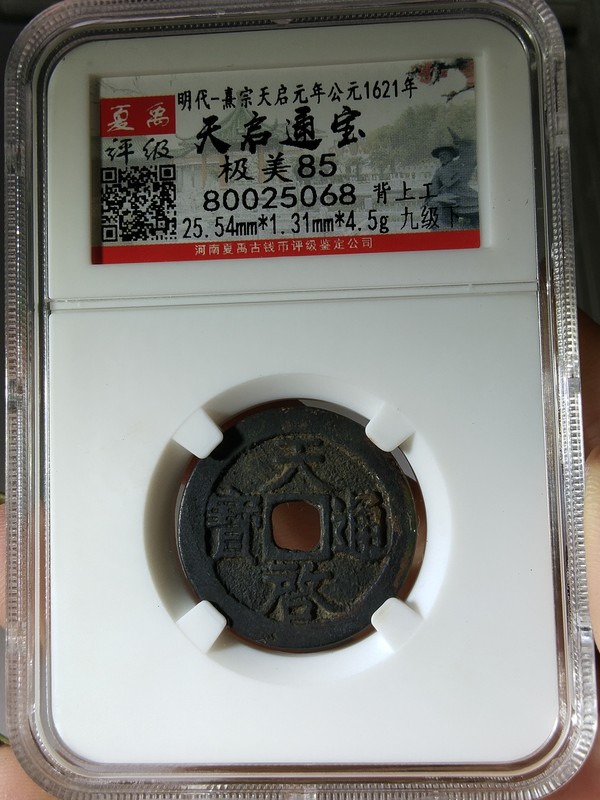 明代-熹宗天启元年公元1621年
夏禹
评级
天启通宝
极美85
80025068 背上工
25.54mm*1.31mm*4.5g 九级下
河南夏禹古钱币评级鉴定公司
天
寶 通
啓